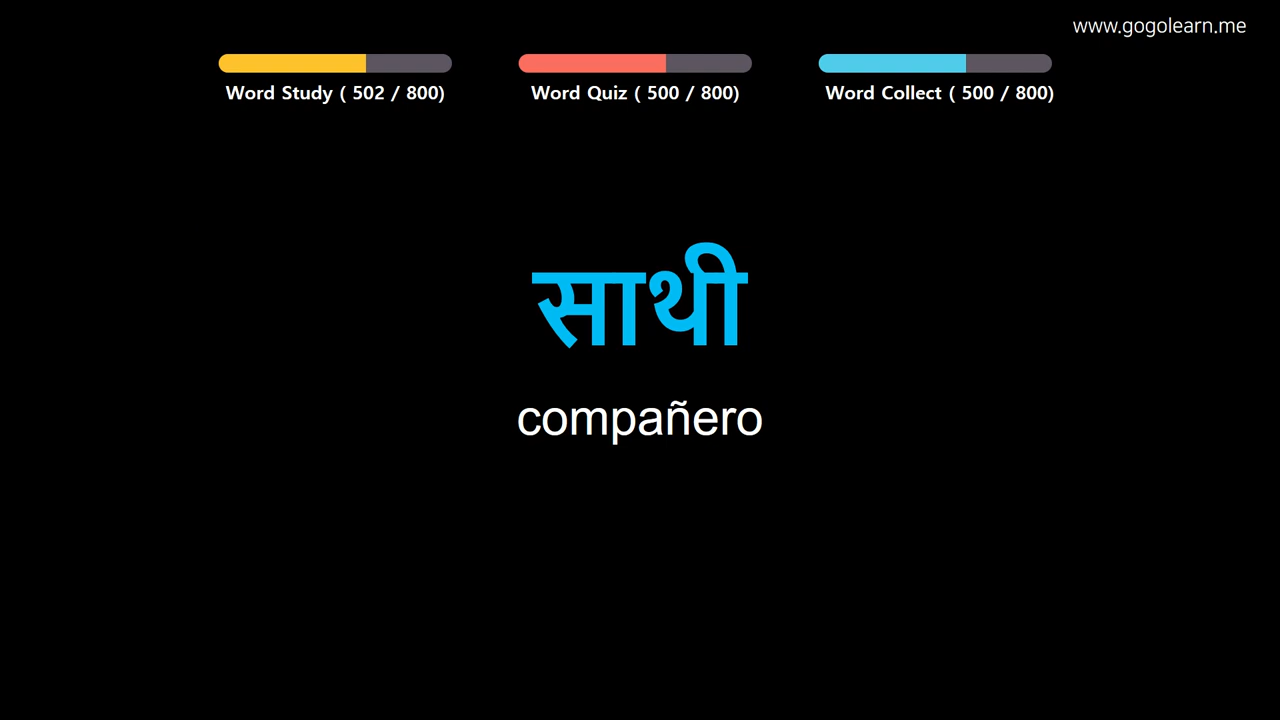 www.gogolearn.me
Word Study ( 502 / 800)
Word Quiz ( 500 / 800)
Word Collect ( 500 / 800)
साथी
compañero